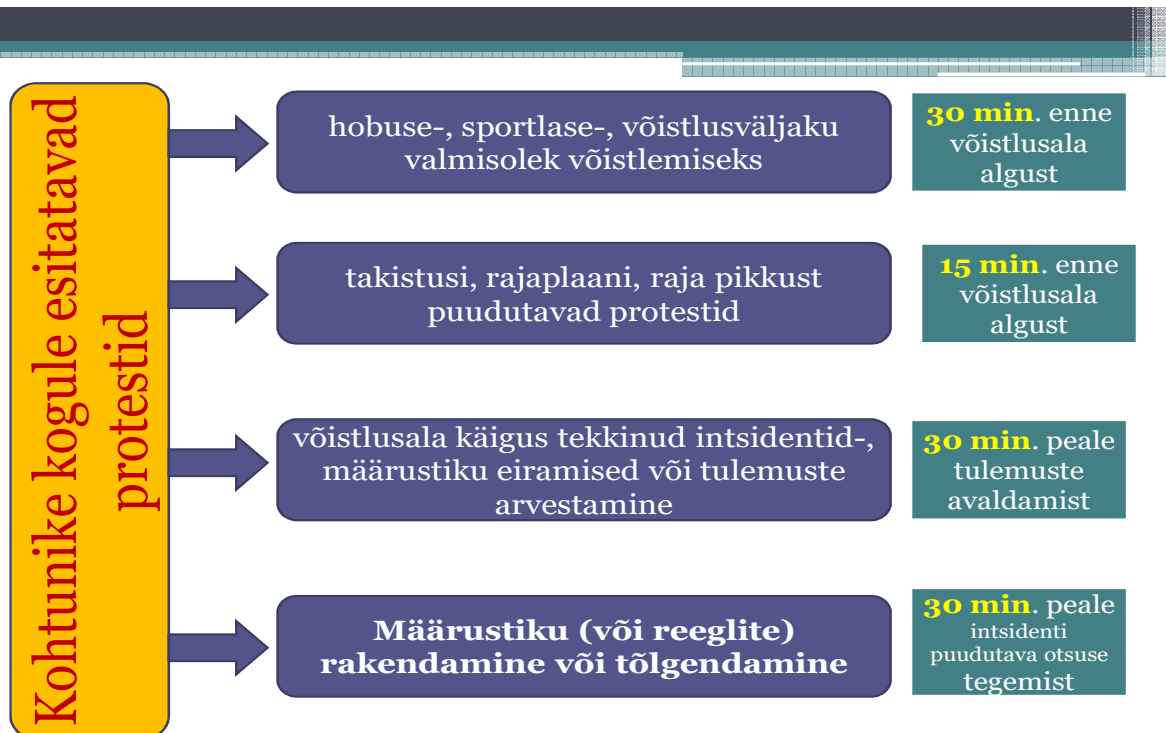 Kohtunike kogule esitatavad
protestid
hobuse-, sportlase-, võistlusväljaku
valmisolek võistlemiseks
30 min. enne
võistlusala
algust
takistusi, rajaplaani, raja pikkust
puudutavad protestid
15 min. enne
võistlusala
algust
võistlusala käigus tekkinud intsidentid-,
määrustiku eiramised või tulemuste
arvestamine
30 min. peale
tulemuste
avaldamist
Määrustiku (või reeglite)
rakendamine või tõlgendamine
30 min. peale
intsidenti
puudutava otsuse
tegemist